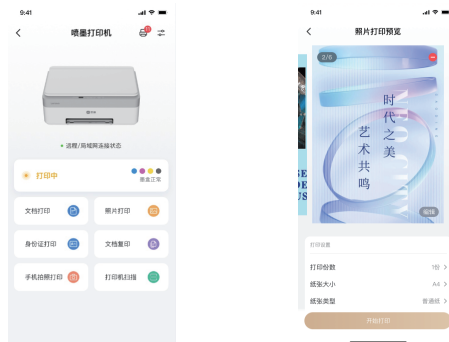 9:41
喷墨打印机
远程/局域网连接状态
打印中
墨盒正常
文档打印
照片打印
身份证打印
文档复印
手机拍照打印
打印机扫描
9:41
照片打印预览
2/6
时代之美
艺术共鸣
编辑
打印设置
打印份数
1份
纸张大小
A4
纸张类型
普通纸
开始打印